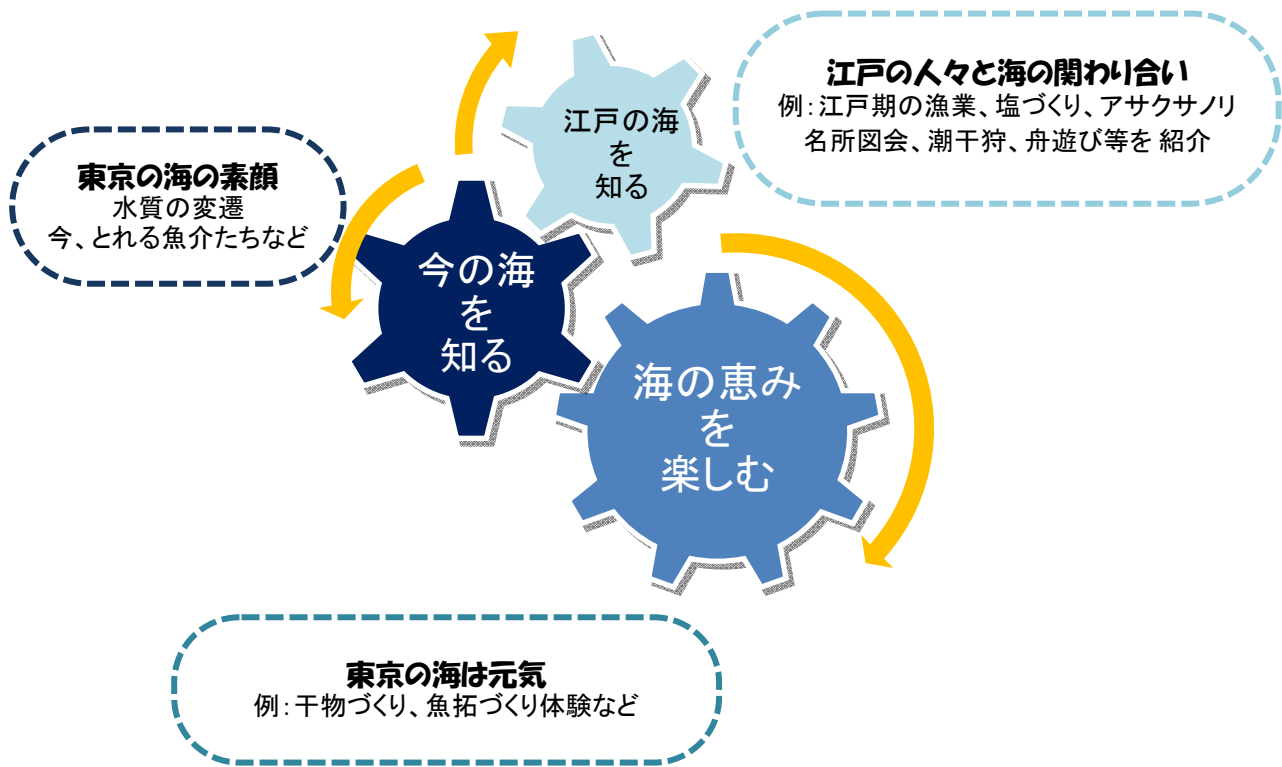 江戸の人々と海の関わり合い
例：江戸期の漁業、塩づくり、アサクサノリ
名所図会、潮干狩、舟遊び等を 紹介
江戸の海
を
知る
東京の海の素顔
水質の変遷
今、とれる魚介たちなど
今の海
を
知る
海の恵み
を
楽しむ
東京の海は元気
例：干物づくり、魚拓づくり体験など